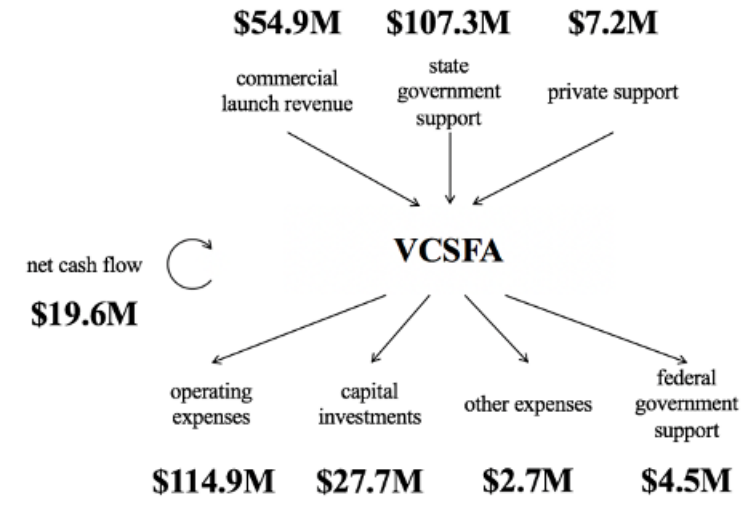 $54.9M $107.3M $7.2M
commercial
launch revenue
state
government
support
private support
VCSFA
net cash flow
$19.6M
operating
expenses
capital
investments
other expenses
federal
government
support
$114.9M $27.7M $2.7M $4.5M